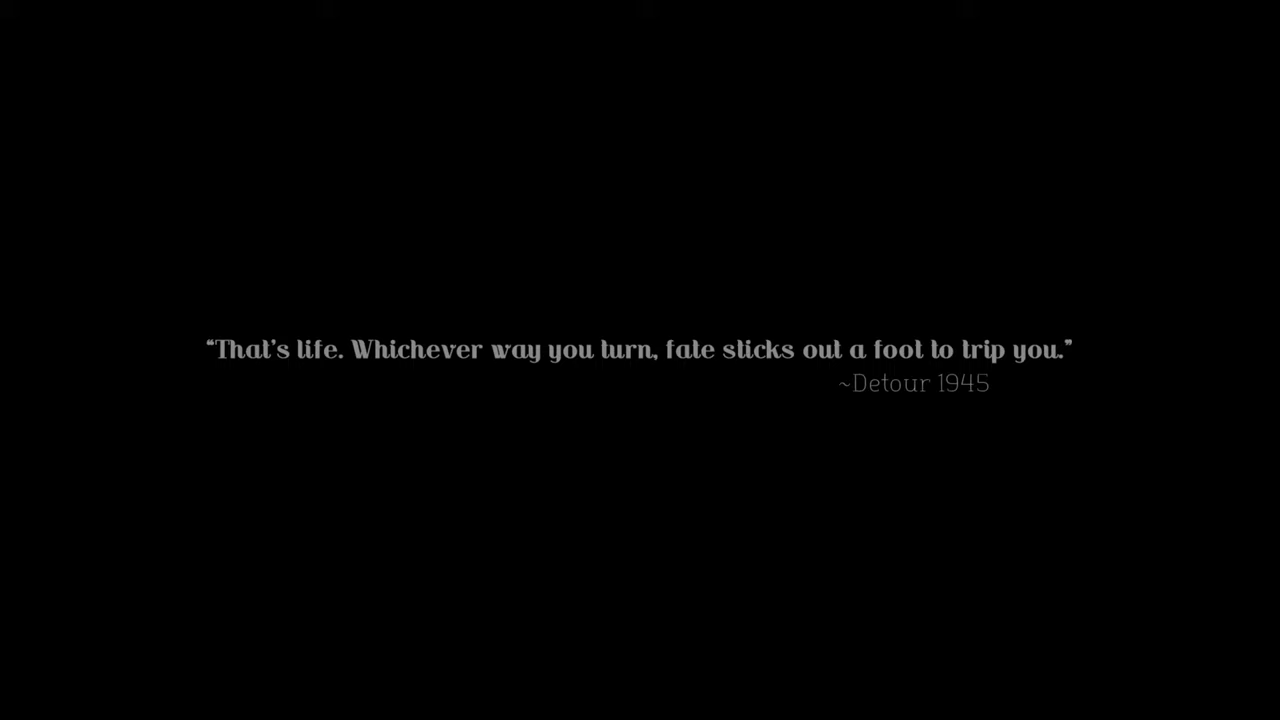 “That’s life. Whichever way you turn, fate sticks out a foot to trip you.”
~Detour 1945